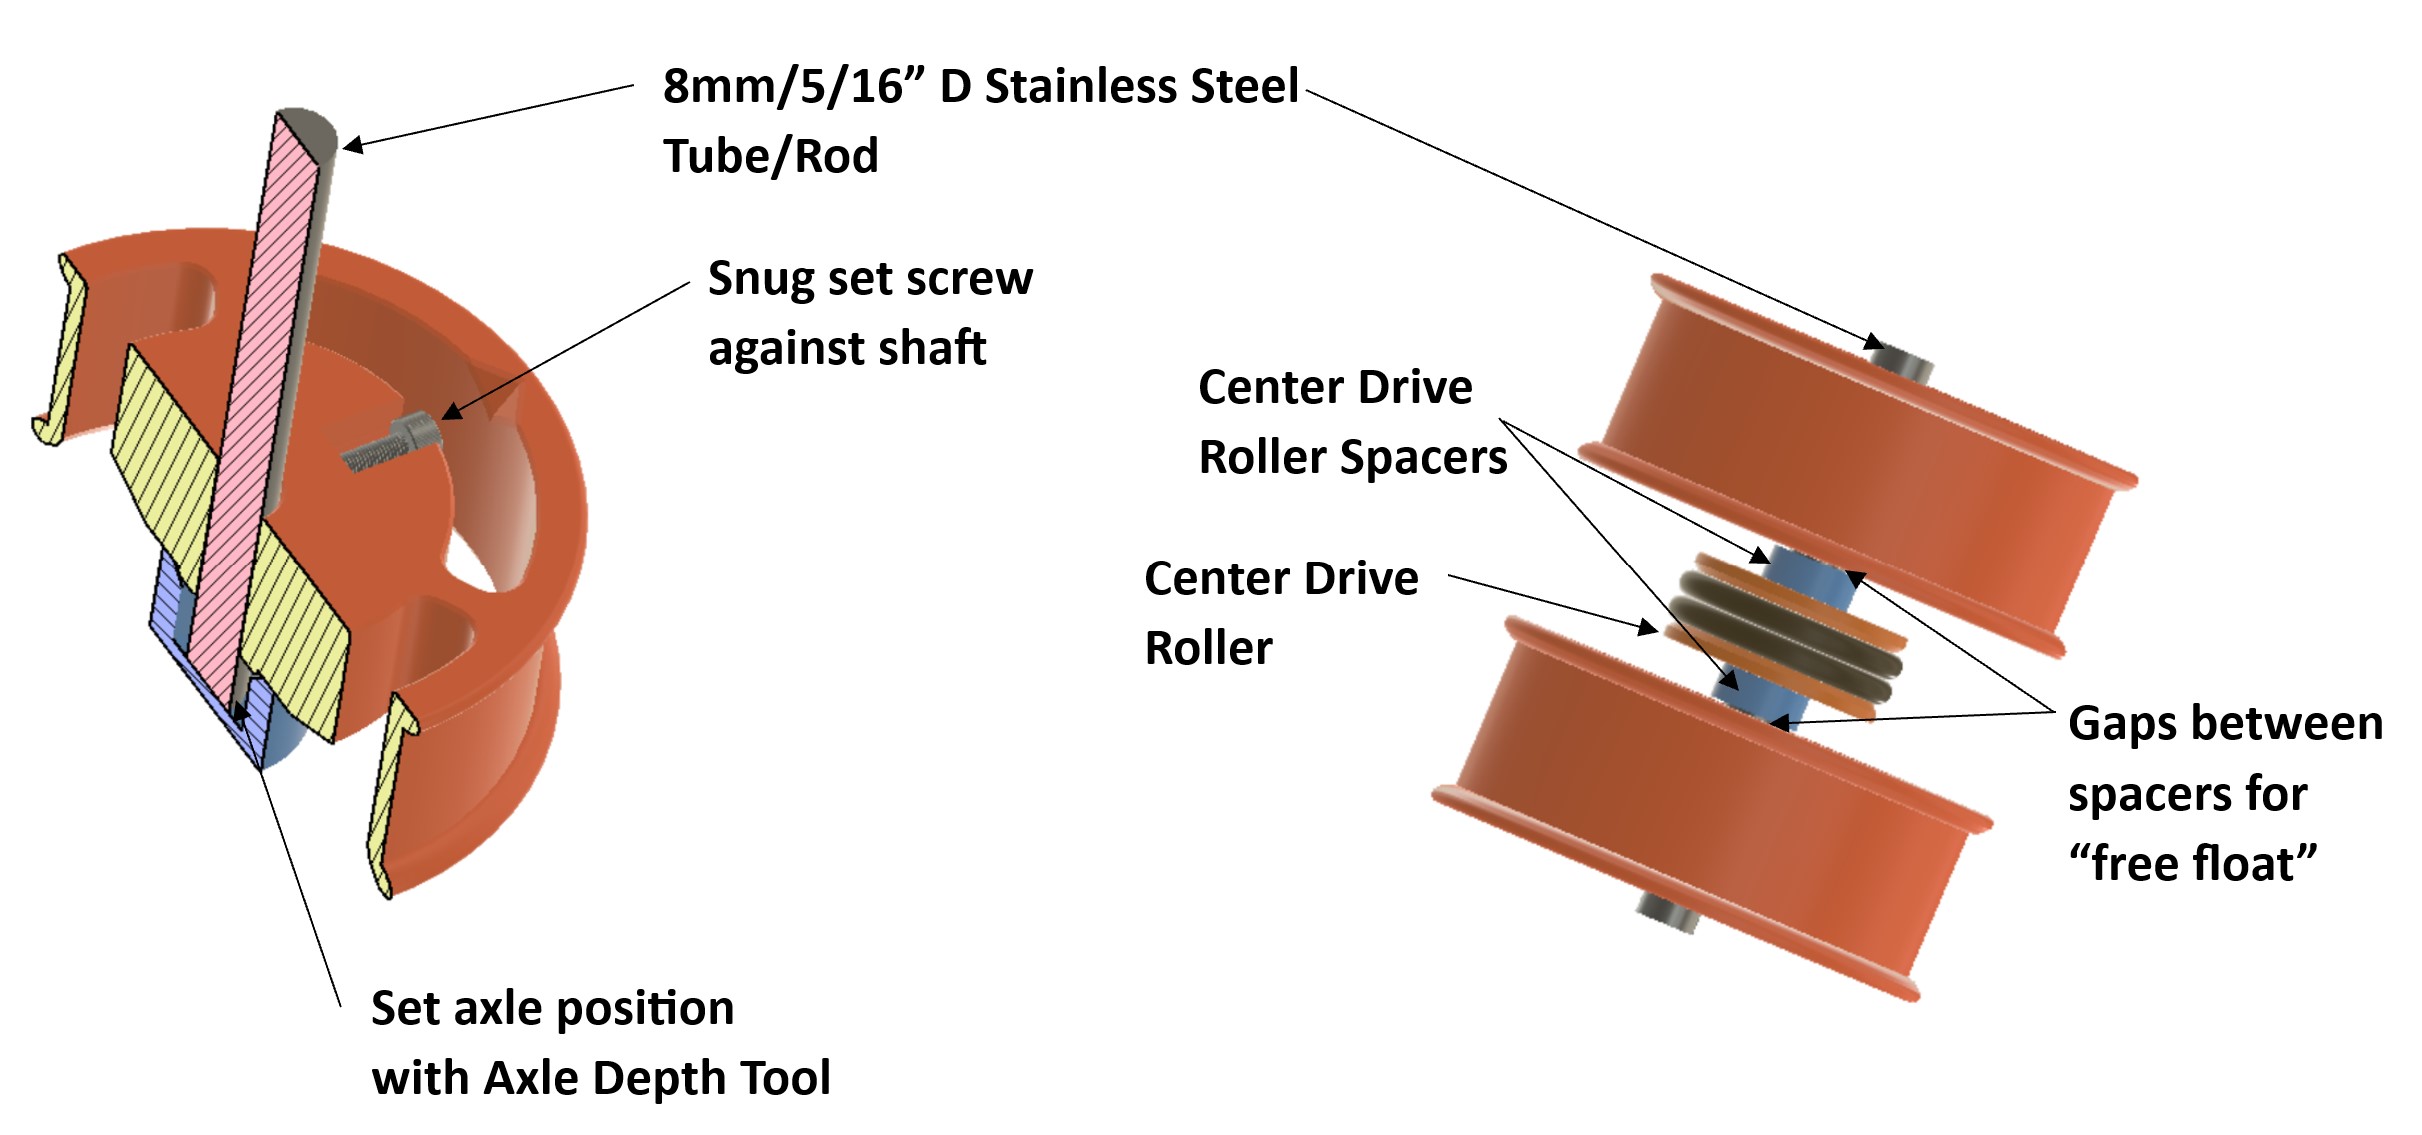 8mm/5/16” D Stainless Steel
Tube/Rod
Snug set screw
against shaft
Center Drive
Roller Spacers
Center Drive
Roller
Gaps between
spacers for
“free float”
Set axle position
with Axle Depth Tool